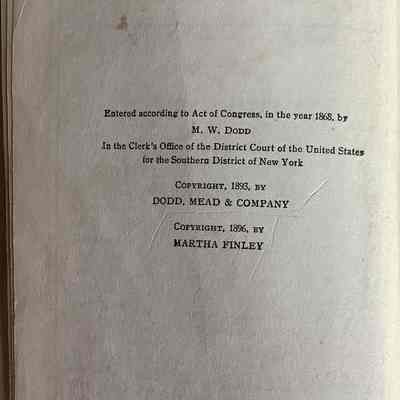 Entered according to Act of Congress, in the year 1868, by
M. W. DODD
In the Clerk's Office of the District Court of the United States
for the Southern District of New York
COPYRIGHT, 1893, BY
DODD, MEAD & COMPANY
COPYRIGHT, 1896, BY
MARTHA FINLEY